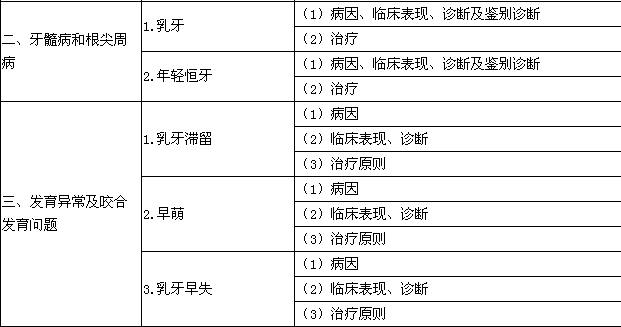 二、牙髓病和根尖周
病
1.乳牙
（1）病因、临床表现、诊断及鉴别诊断
（2）治疗
2.年轻恒牙
（1）病因、临床表现、诊断及鉴别诊断
（2）治疗
三、发育异常及咬合
发育问题
1.乳牙滞留
（1）病因
（2）临床表现、诊断
（3）治疗原则
2.早萌
（1）病因
（2）临床表现、诊断
（3）治疗原则
3.乳牙早失
（1）病因
（2）临床表现、诊断
（3）治疗原则